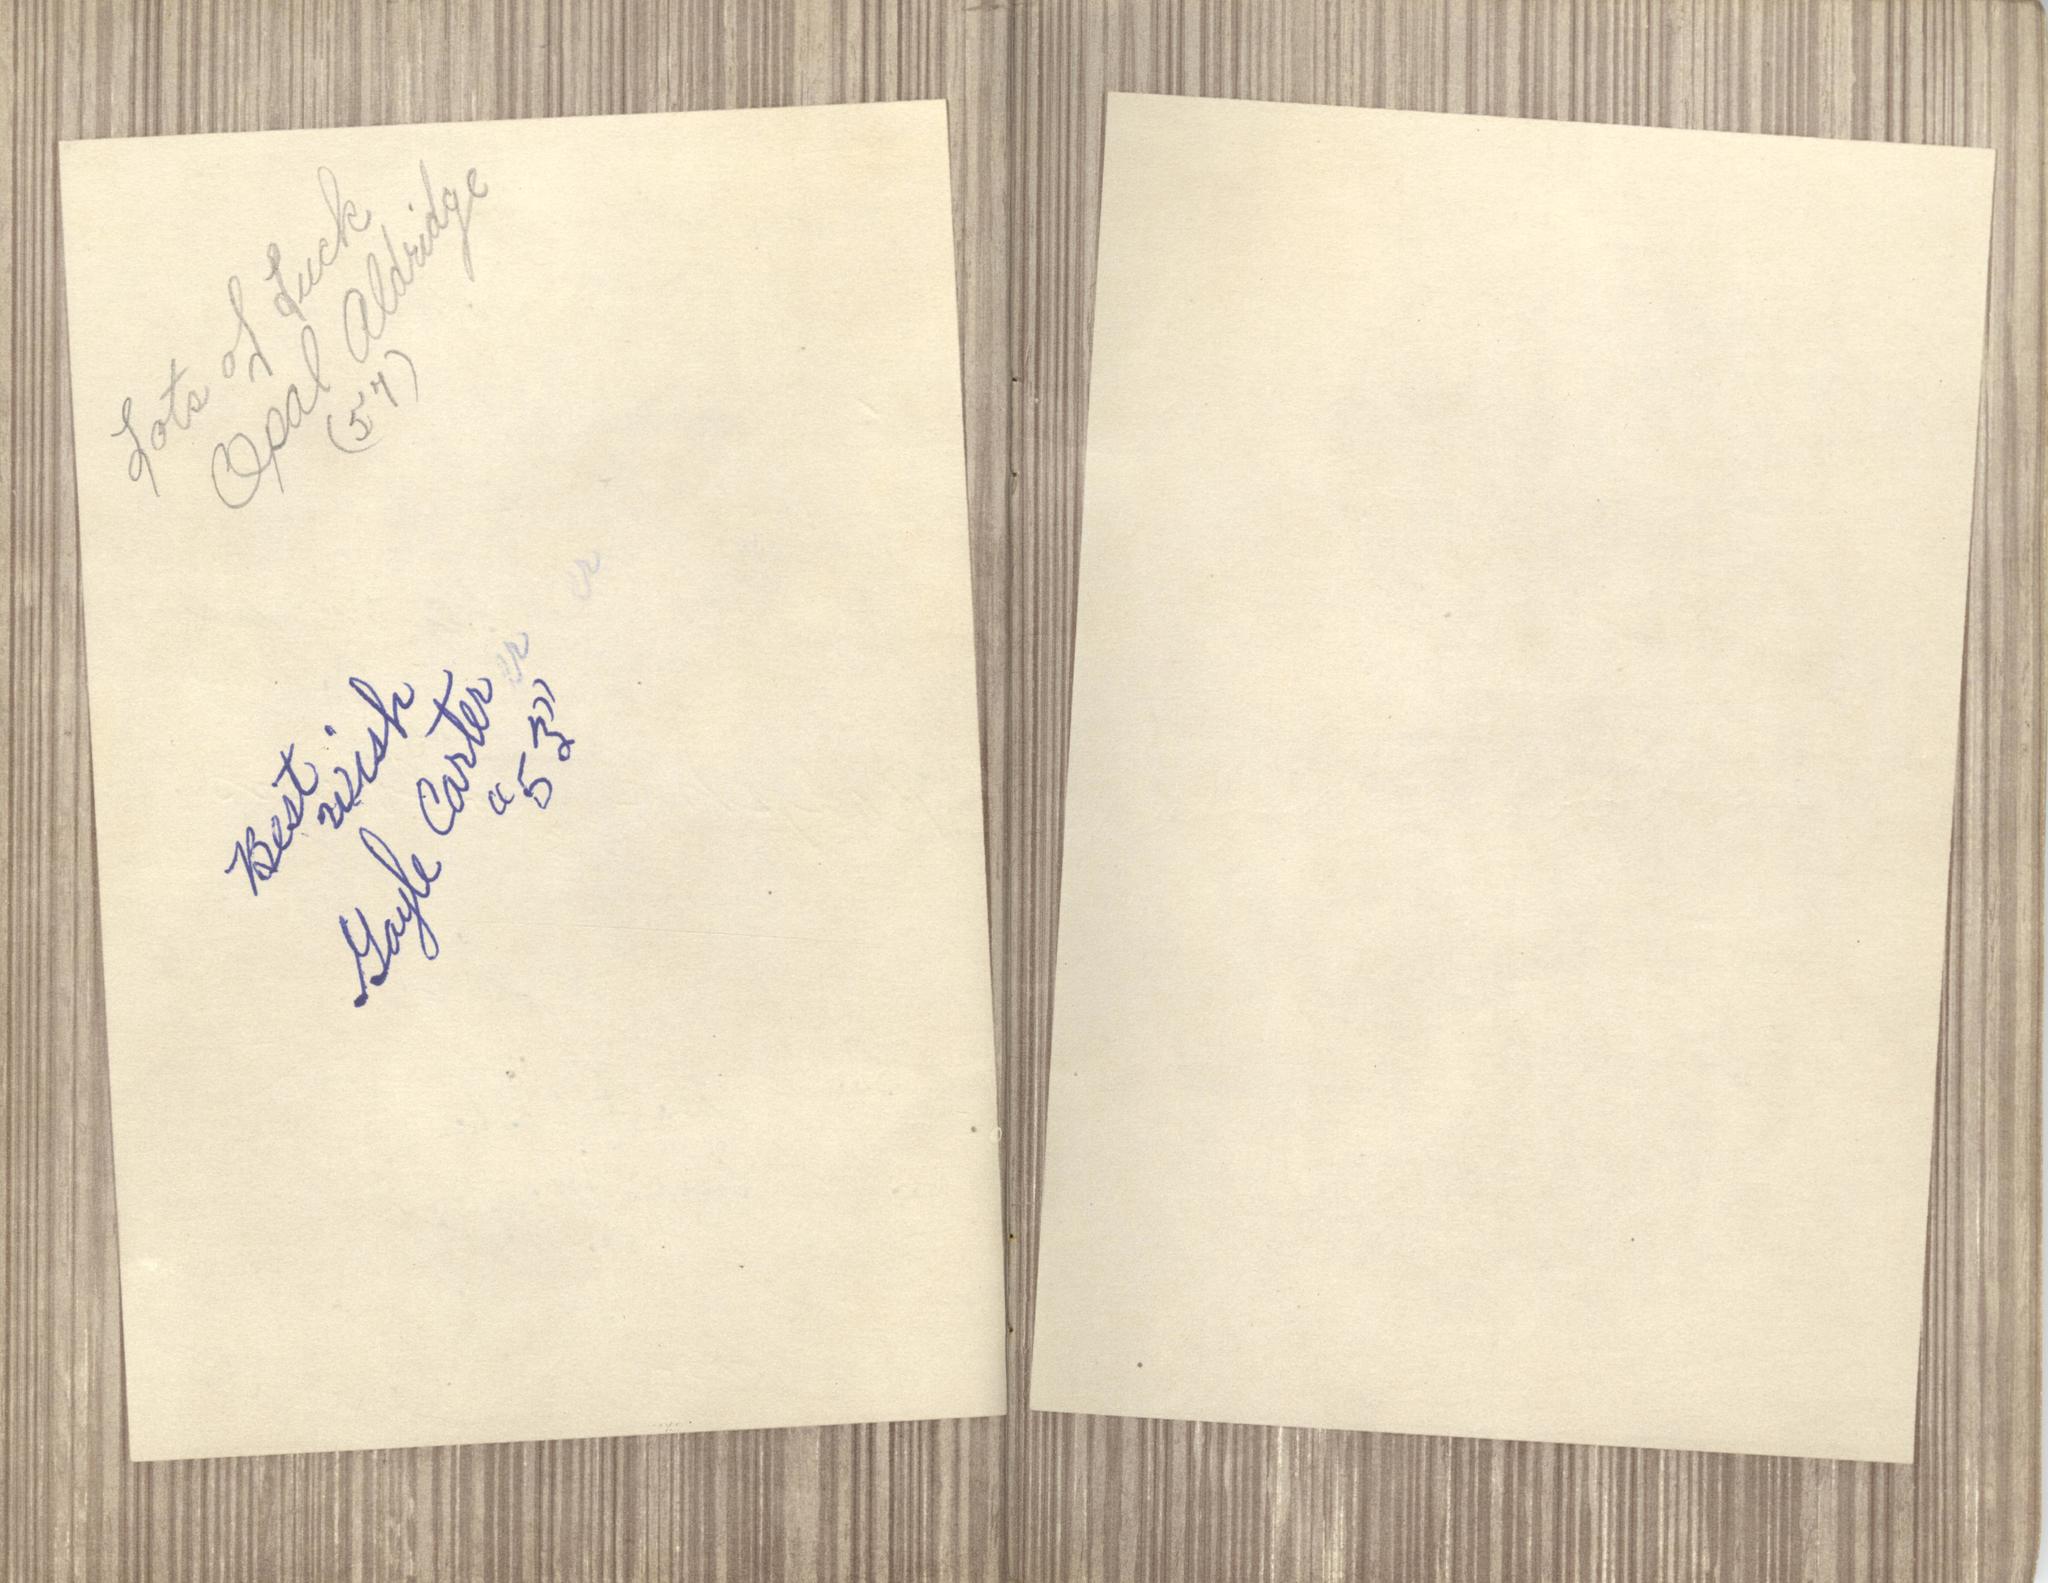 Lots of Luck
Opal Aldridge
(57)
Best
wish
Gayle Carter
"53"